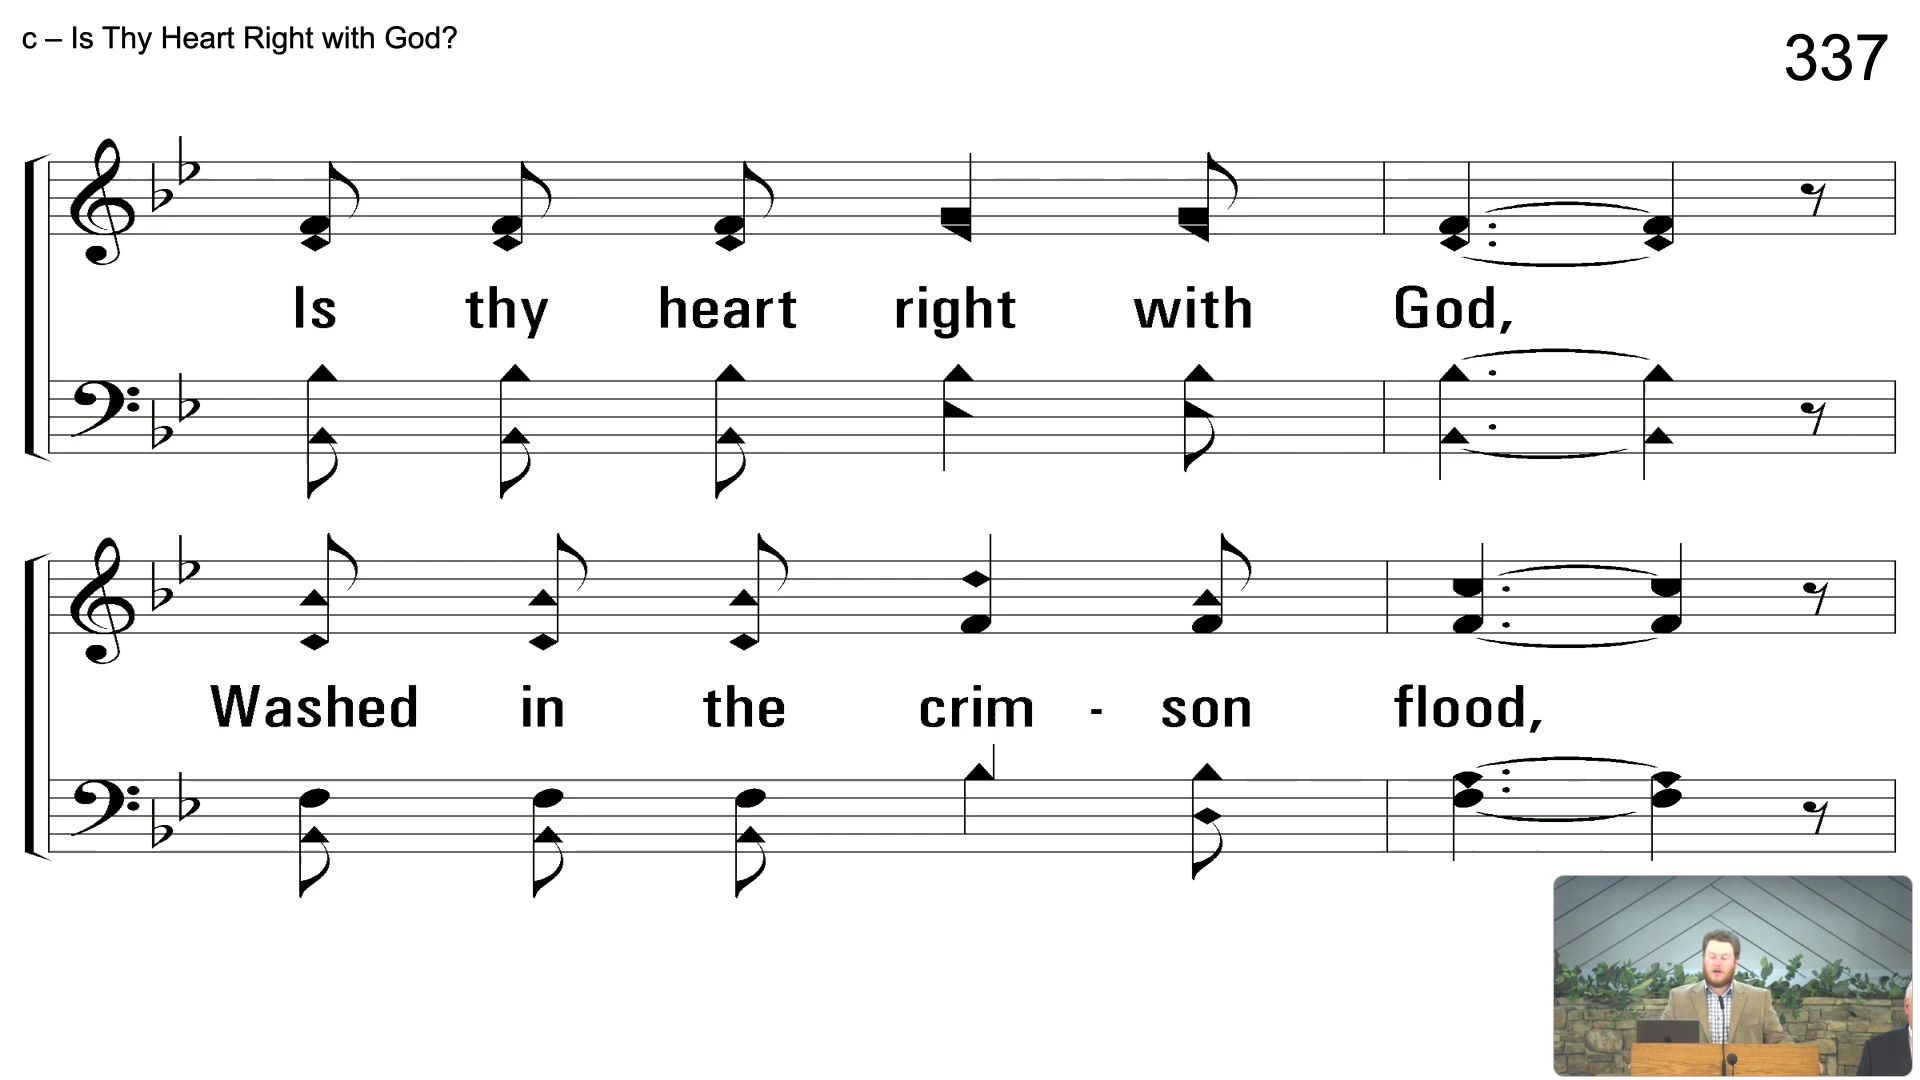 c – Is Thy Heart Right with God?
337
Is thy heart right with God,
Washed in the crim - son flood,